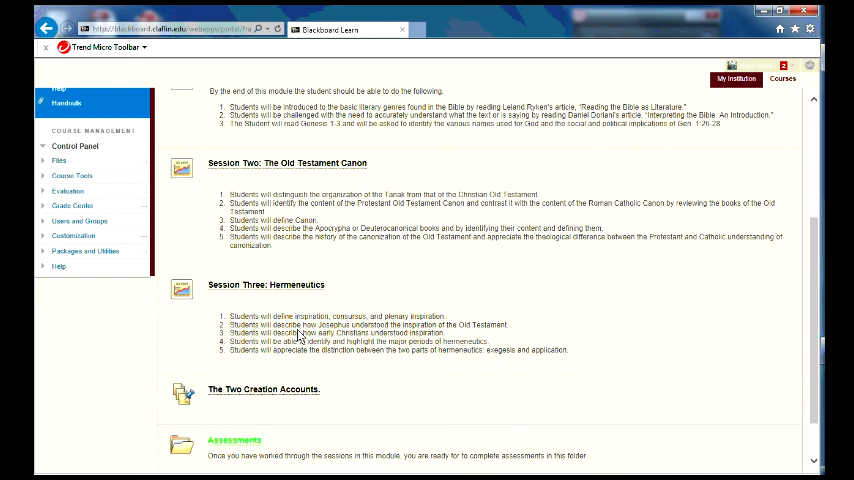 http://blackboard.claflin.edu/webapps/portal/fra
Blackboard Learn
Trend Micro Toolbar
2
My Institution
Courses
Help
Handouts
COURSE MANAGEMENT
Control Panel
Files
Course Tools
Evaluation
Grade Center
Users and Groups
Customization
Packages and Utilities
Help
By the end of this module the student should be able to do the following.
1. Students will be introduced to the basic literary genres found in the Bible by reading Leland Ryken's article, "Reading the Bible as Literature."
2. Students will be challenged with the need to accurately understand what the text or is saying by reading Daniel Doriani's article, "Interpreting the Bible: An Introduction."
3. The Student will read Genesis 1-3 and will be asked to identify the various names used for God and the social and political implications of Gen. 1:26-28
Session Two: The Old Testament Canon
1. Students will distinguish the organization of the Tanak from that of the Christian Old Testament.
2. Students will identify the content of the Protestant Old Testament Canon and contrast it with the content of the Roman Catholic Canon by reviewing the books of the Old
Testament
3. Students will define Canon.
4. Students will describe the Apocrypha or Deuterocanonical books and by identifying their content and defining them.
5. Students will describe the history of the canonization of the Old Testament and appreciate the theological difference between the Protestant and Catholic understanding of
canonization.
Session Three: Hermeneutics
1. Students will define inspiration, consursus, and plenary inspiration.
2. Students will describe how Josephus understood the inspiration of the Old Testament.
3. Students will describe how early Christians understood inspiration.
4. Students will be able identify and highlight the major periods of hermeneutics.
5. Students will appreciate the distinction between the two parts of hermeneutics: exegesis and application.
The Two Creation Accounts.
Assessments
Once you have worked through the sessions in this module, you are ready for to complete assessments in this folder